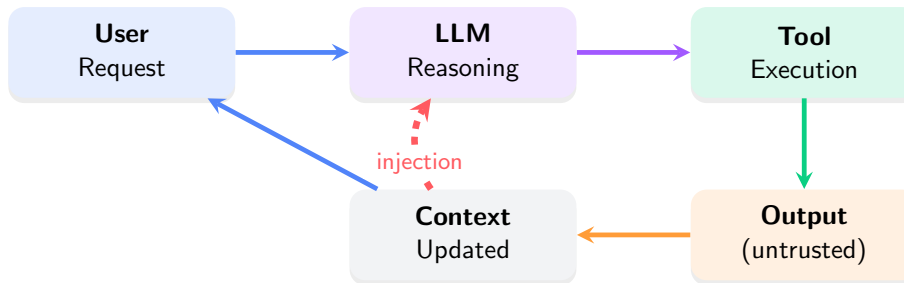 User
Request
LLM
Reasoning
Tool
Execution
injection
Context
Updated
Output
(untrusted)